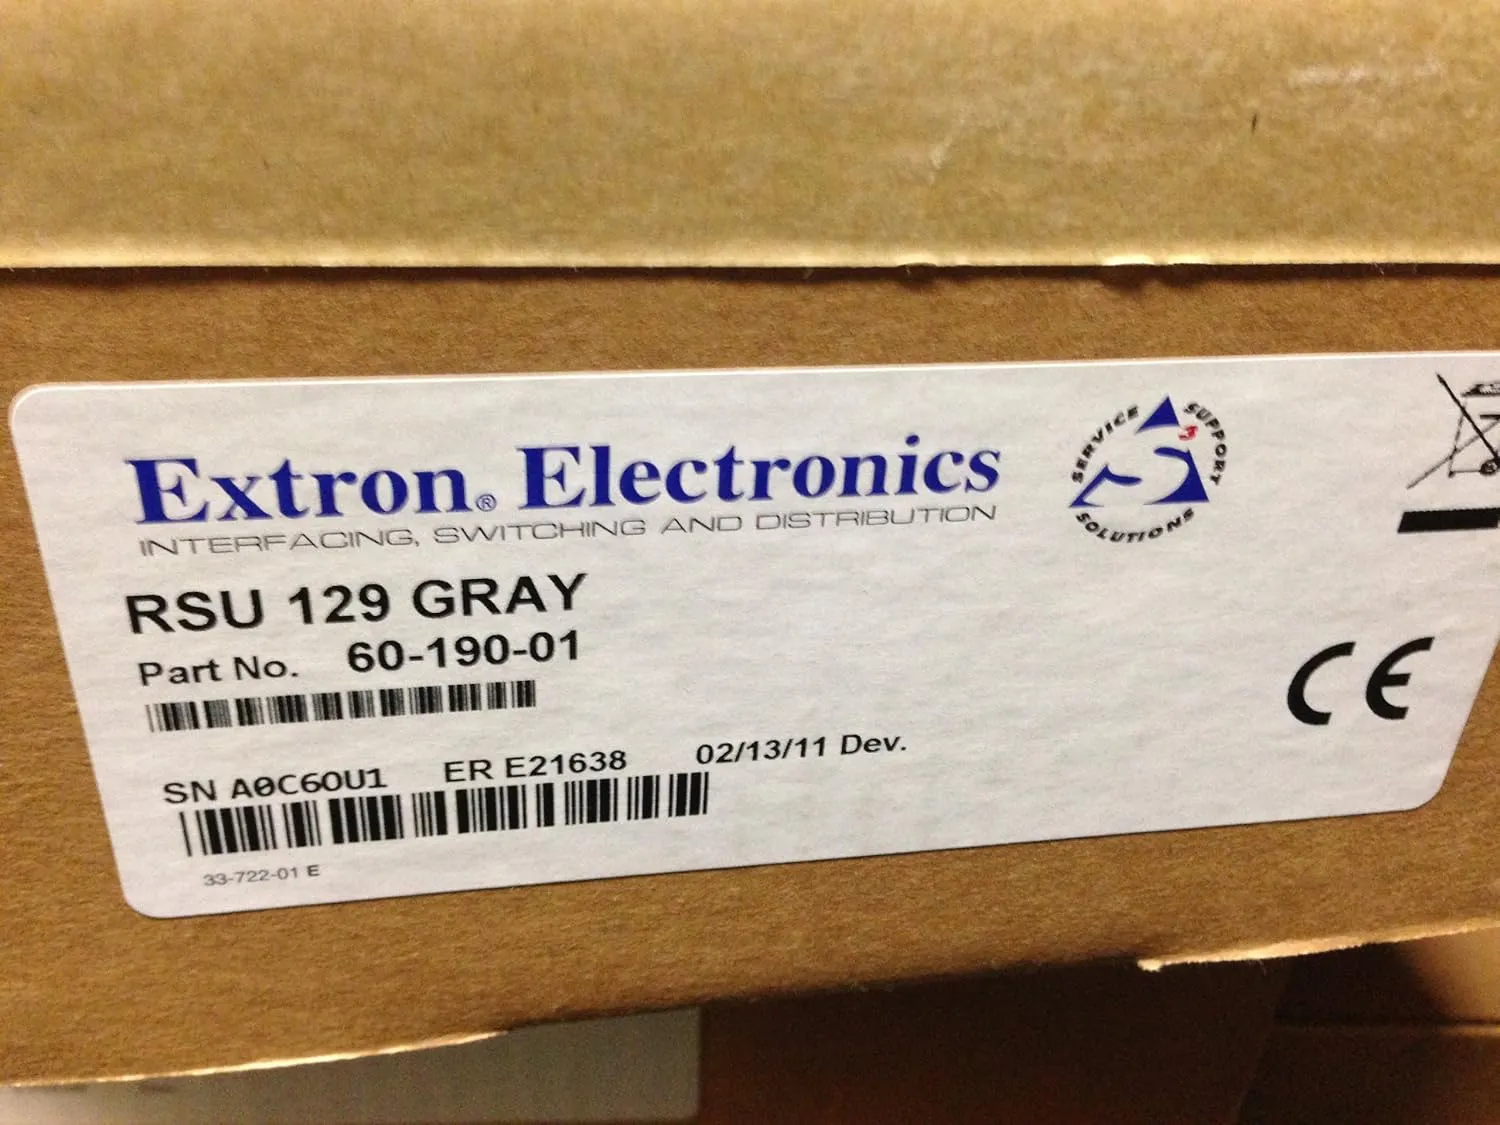 Extron® Electronics
INTERFACING, SWITCHING AND DISTRIBUTION
SERVICE SUPPORT SOLUTIONS
3
RSU 129 GRAY
Part No. 60-190-01
CE
SN A0C60U1 ER E21638 02/13/11 Dev.
33-722-01 E